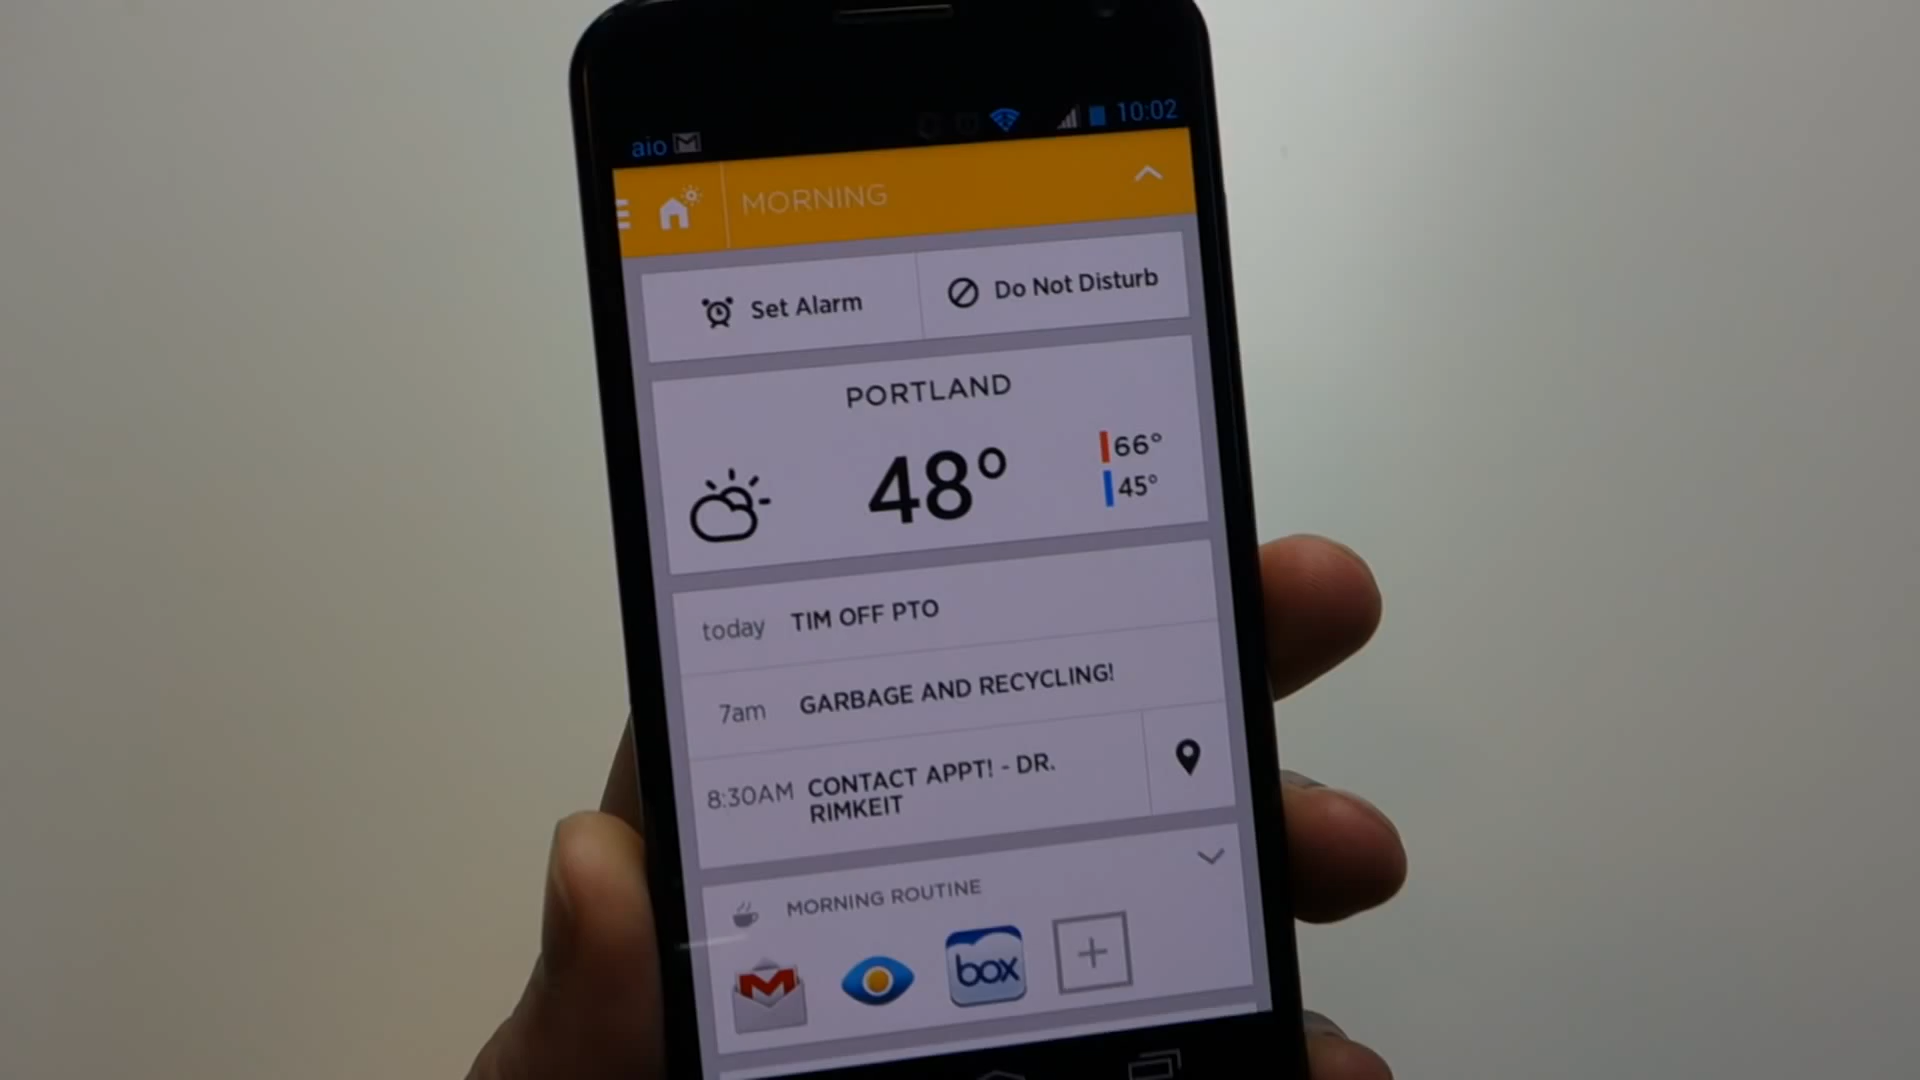 aio 10:02
MORNING
Set Alarm
Do Not Disturb
PORTLAND
48°
66°
45°
today TIM OFF PTO
7am GARBAGE AND RECYCLING!
8:30AM CONTACT APPT! - DR.
RIMKEIT
MORNING ROUTINE
box